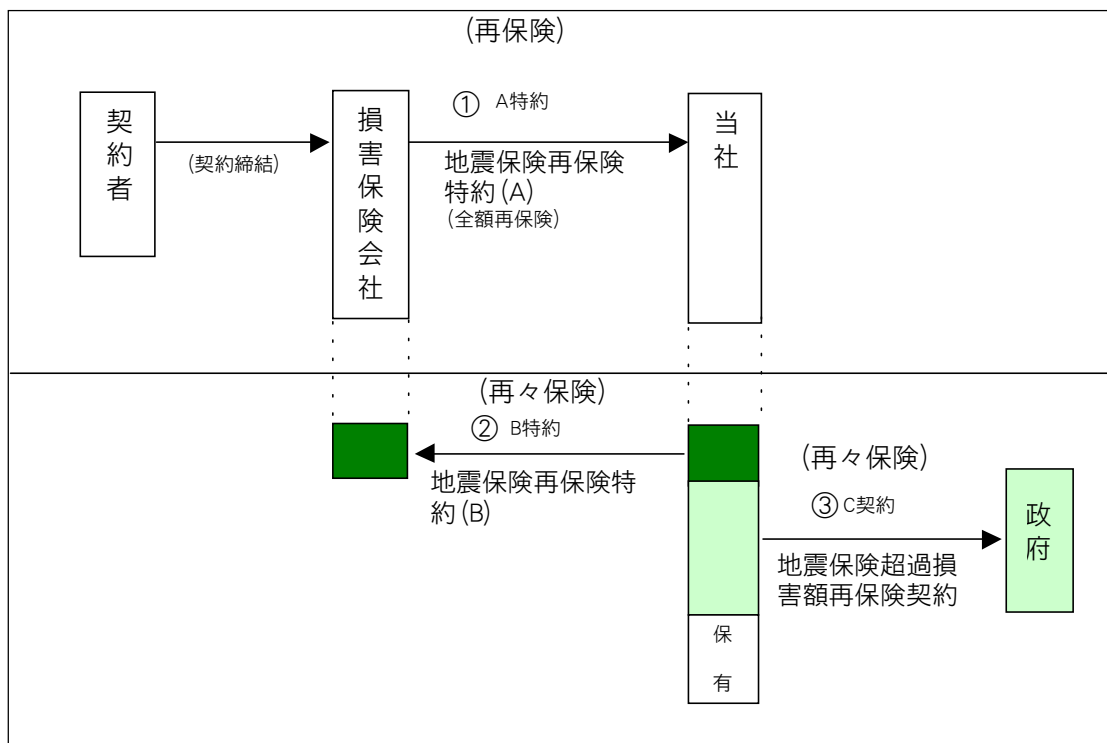 (再保険)
契約者
(契約締結)
損害保険会社
① A特約
地震保険再保険
特約(A)
(全額再保険)
当社
(再々保険)
② B特約
地震保険再保険特
約(B)
(再々保険)
③C契約
地震保険超過損
害額再保険契約
政府
保有